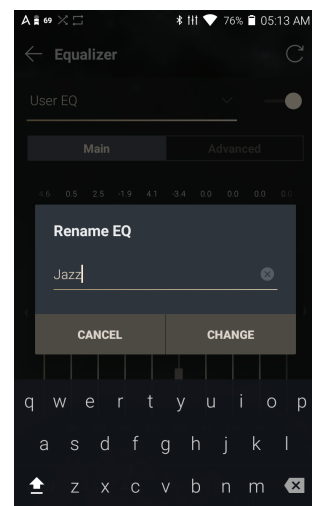 A 69 76% 05:13 AM
Equalizer
User EQ
Main Advanced
4.6 0.5 2.5 -1.9 4.1 -3.4 0.0 0.0 0.0 0.0
Rename EQ
Jazz
CANCEL CHANGE
q w e r t y u i o p
a s d f g h j k l
z x c v b n m